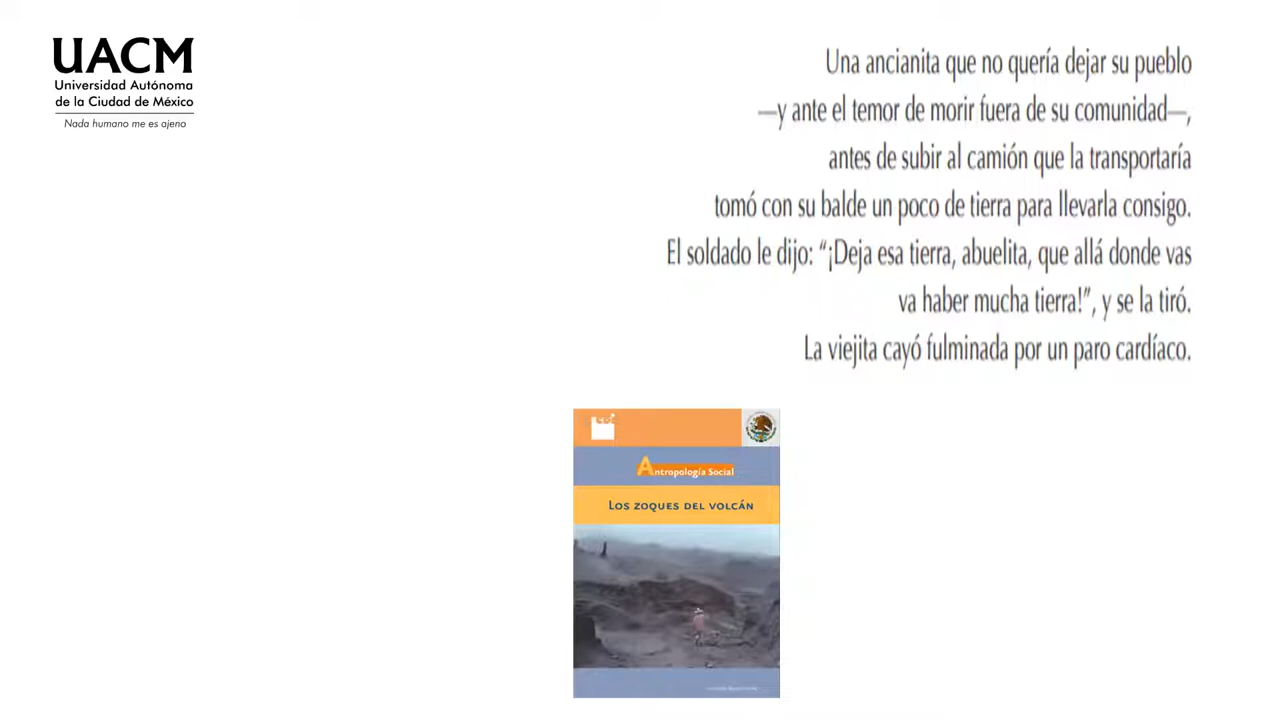 UACM
Universidad Autónoma
de la Ciudad de México
Nada humano me es ajeno
Una ancianita que no quería dejar su pueblo
—y ante el temor de morir fuera de su comunidad—,
antes de subir al camión que la transportaría
tomó con su balde un poco de tierra para llevarla consigo.
El soldado le dijo: “¡Deja esa tierra, abuelita, que allá donde vas
va haber mucha tierra!”, y se la tiró.
La viejita cayó fulminada por un paro cardíaco.
Antropología Social
LOS ZOQUES DEL VOLCÁN